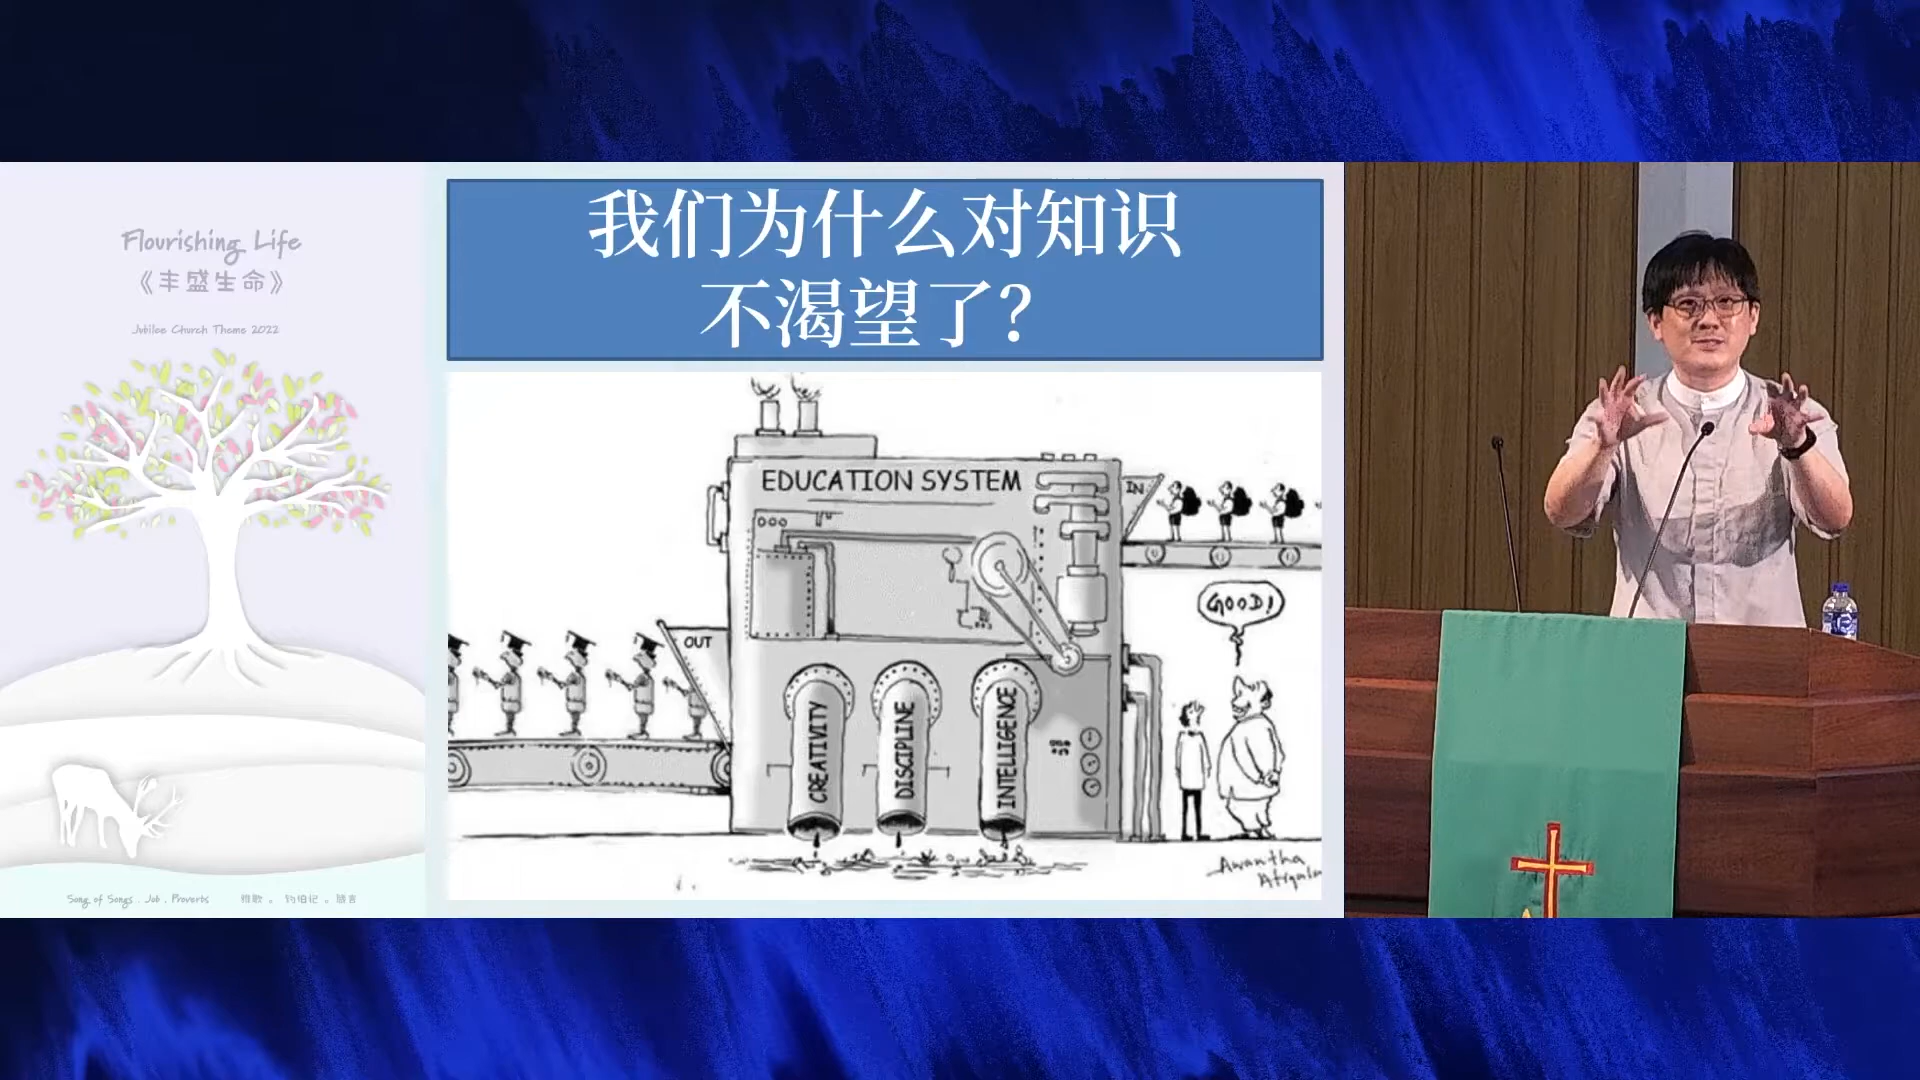 Flourishing Life
《丰盛生命》
Jubilee Church Theme 2022
Song of Songs . Job . Proverbs
雅歌 。 约伯记 。 箴言
我们为什么对知识
不渴望了？
EDUCATION SYSTEM
IN
GOOD!
OUT
CREATIVITY
DISCIPLINE
INTELLIGENCE
Awantha